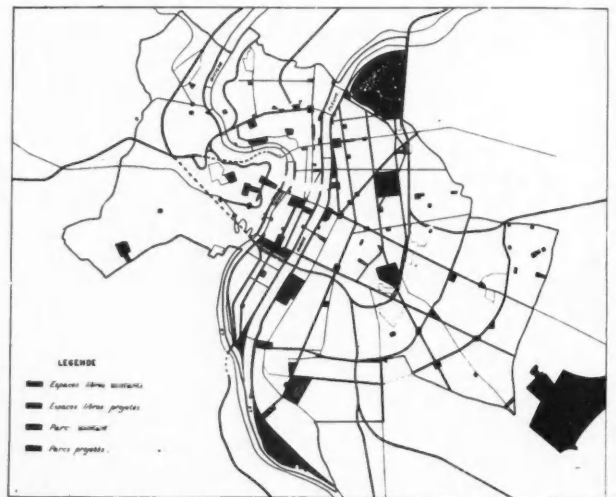 LEGENDE
Espaces libres existants
Espaces libres projetés
Parc existant
Parcs projetés.